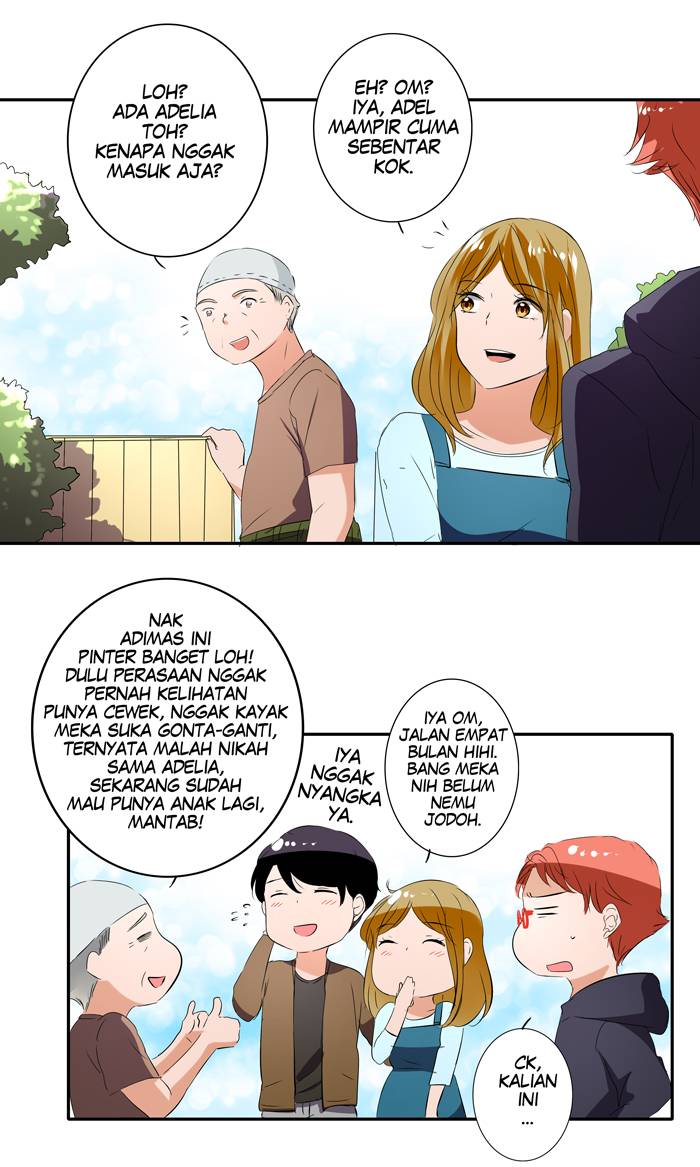 LOH?
ADA ADELIA
TOH?
KENAPA NGGAK
MASUK AJA?
EH? OM?
IYA, ADEL
MAMPIR CUMA
SEBENTAR
KOK.
NAK
ADIMAS INI
PINTER BANGET LOH!
DULU PERASAAN NGGAK
PERNAH KELIHATAN
PUNYA CEWEK, NGGAK KAYAK
MEKA SUKA GONTA-GANTI,
TERNYATA MALAH NIKAH
SAMA ADELIA,
SEKARANG SUDAH
MAU PUNYA ANAK LAGI,
MANTAB!
IYA
NGGAK
NYANGKA
YA.
IYA OM,
JALAN EMPAT
BULAN HIHI.
BANG MEKA
NIH BELUM
NEMU
JODOH.
CK,
KALIAN
INI
...